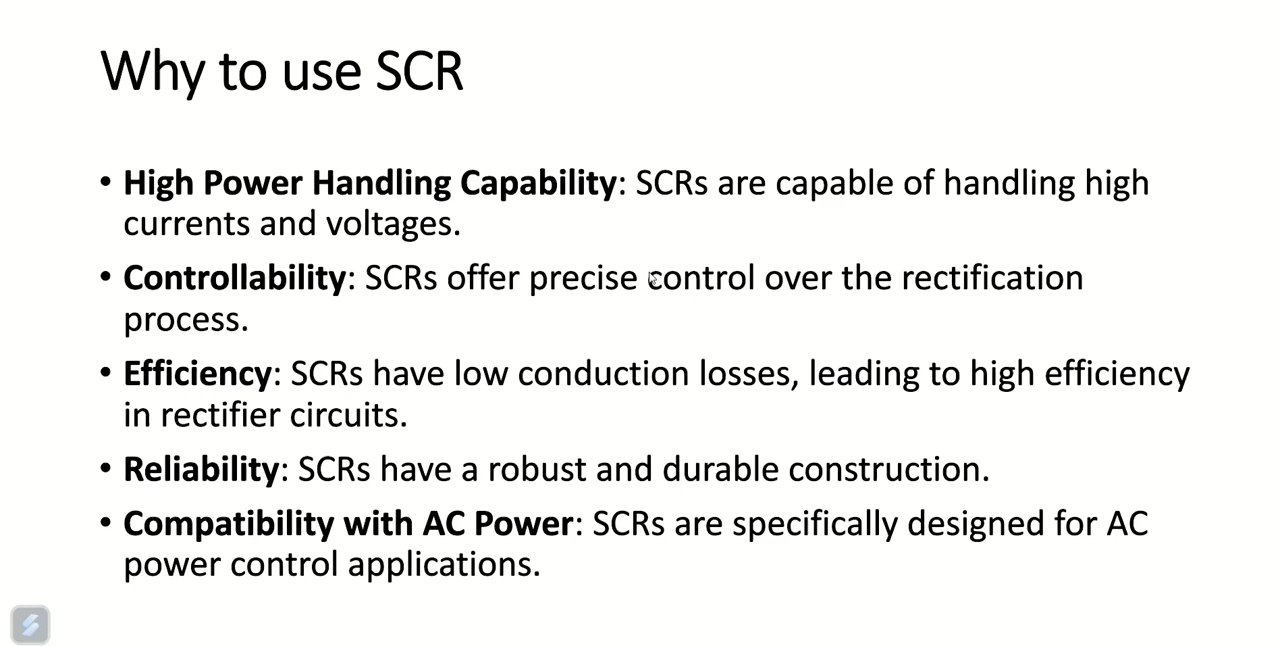 Why to use SCR
• High Power Handling Capability: SCRs are capable of handling high
currents and voltages.
• Controllability: SCRs offer precise control over the rectification
process.
• Efficiency: SCRs have low conduction losses, leading to high efficiency
in rectifier circuits.
• Reliability: SCRs have a robust and durable construction.
• Compatibility with AC Power: SCRs are specifically designed for AC
power control applications.